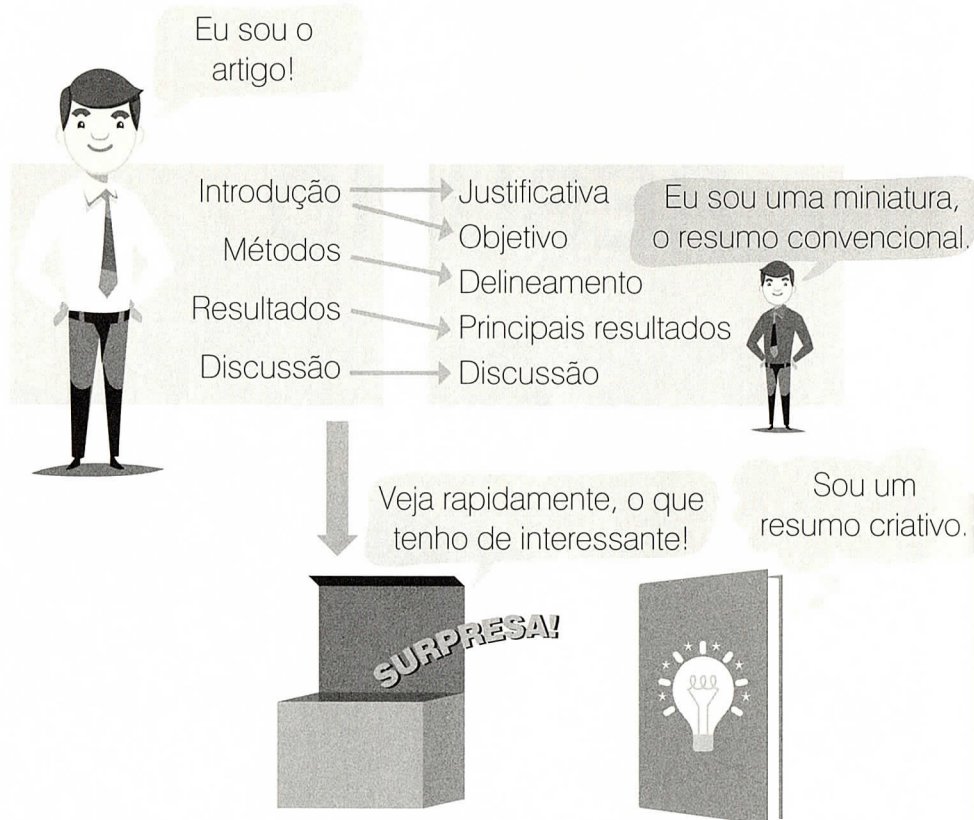 Eu sou o
artigo!
Introdução
Métodos
Resultados
Discussão
Justificativa
Objetivo
Delineamento
Principais resultados
Discussão
Eu sou uma miniatura,
o resumo convencional.
Veja rapidamente, o que
tenho de interessante!
SURPRESA!
Sou um
resumo criativo.